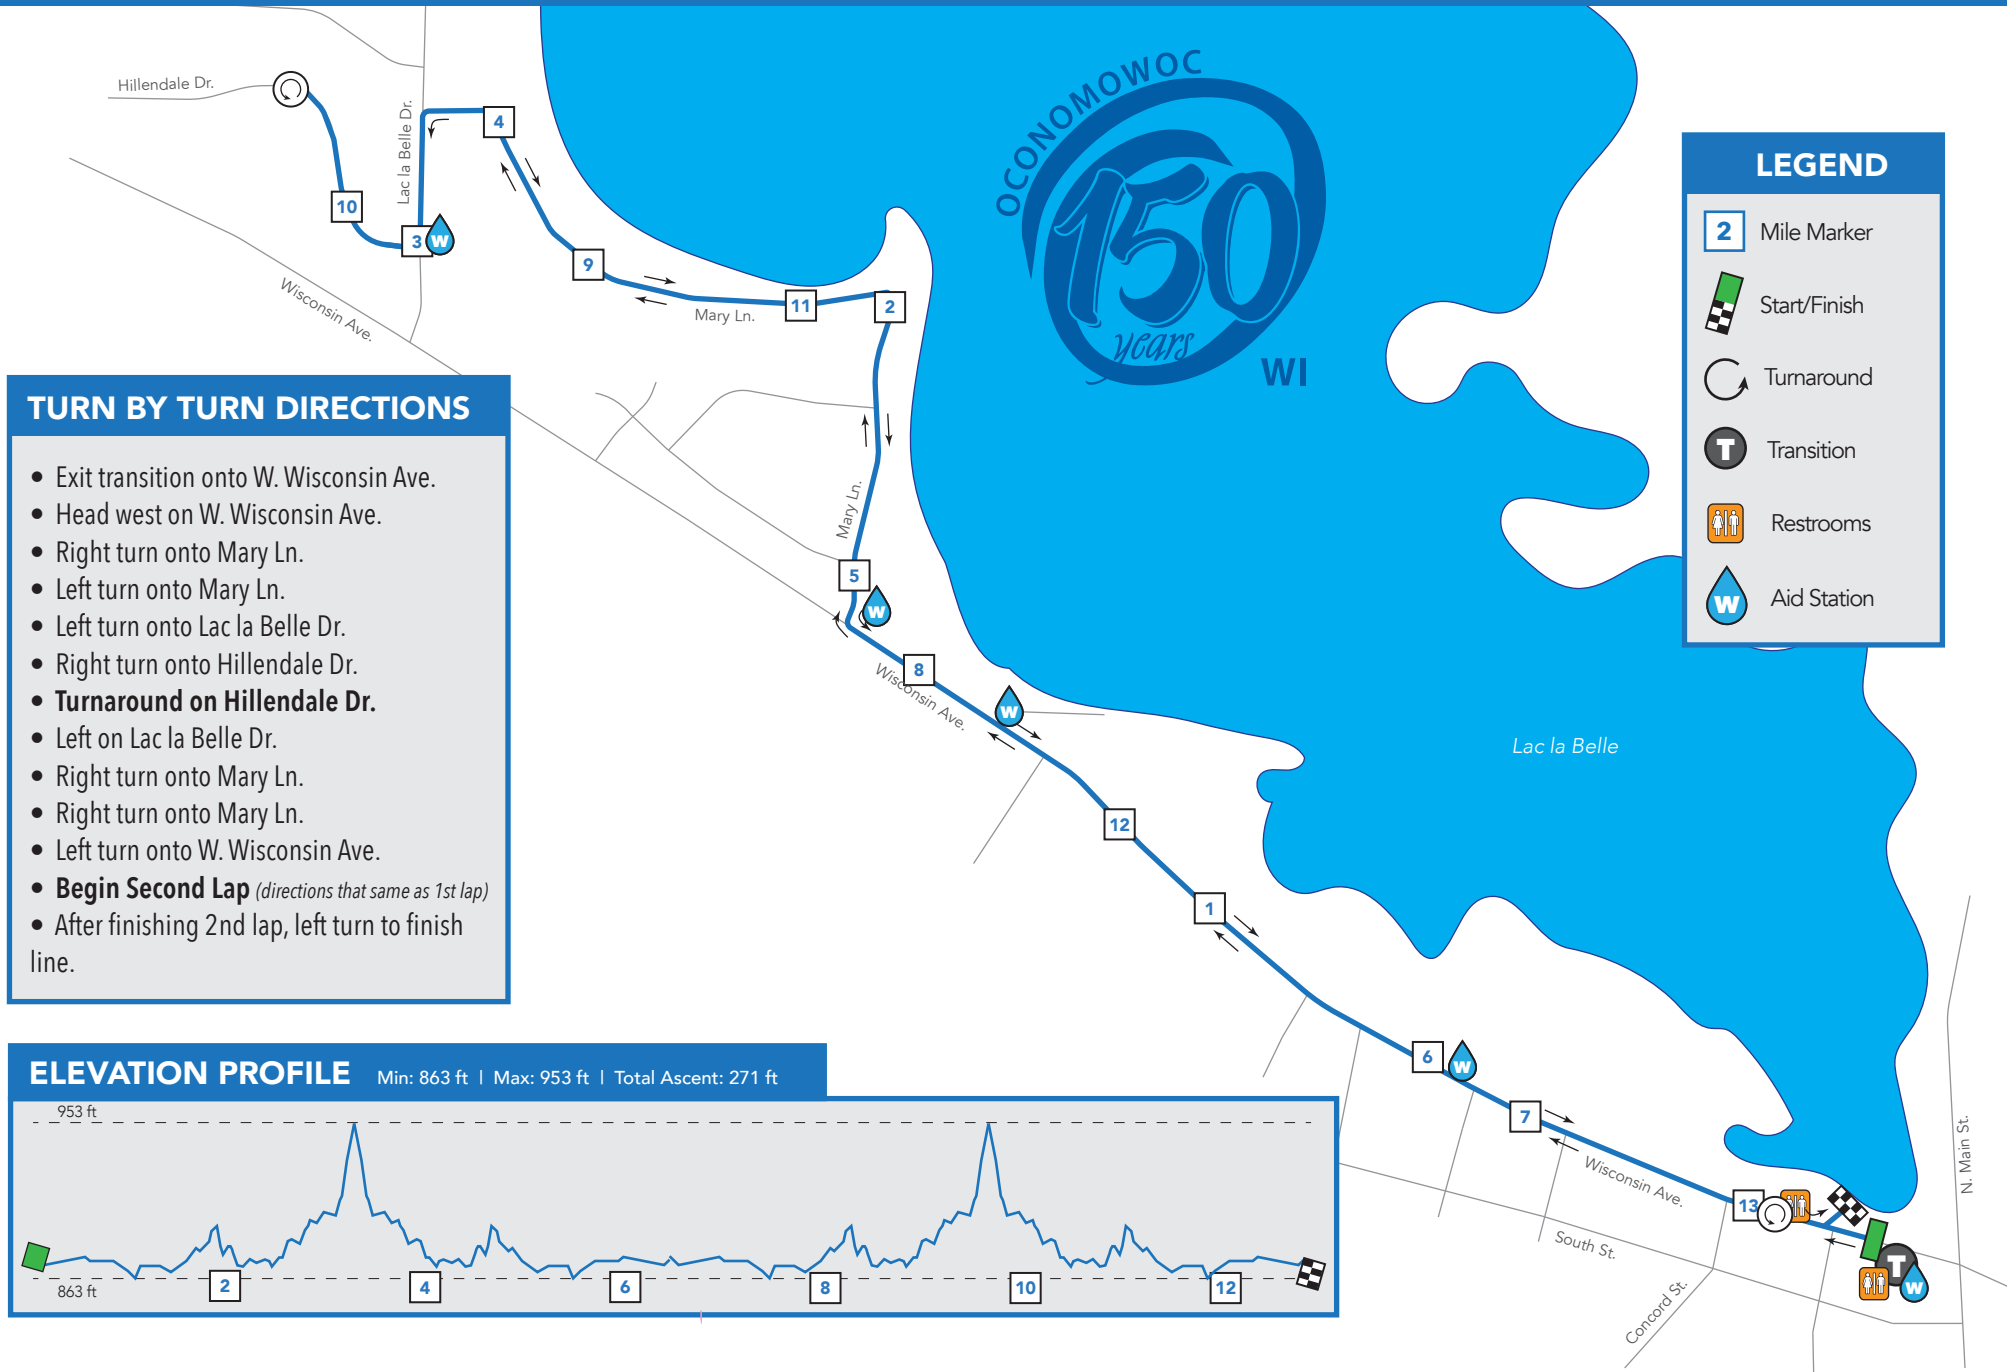 Hillendale Dr.
Lac la Belle Dr.
4
10
3
W
9
11
2
Mary Ln.
Wisconsin Ave.
Mary Ln.
5
W
8
Wisconsin Ave.
W
12
1
6
W
7
Wisconsin Ave.
13
South St.
Concord St.
N. Main St.
T
W
Lac la Belle
OCONOMOWOC
150
years
WI
LEGEND
2 Mile Marker
Start/Finish
Turnaround
T Transition
Restrooms
W Aid Station
TURN BY TURN DIRECTIONS
• Exit transition onto W. Wisconsin Ave.
• Head west on W. Wisconsin Ave.
• Right turn onto Mary Ln.
• Left turn onto Mary Ln.
• Left turn onto Lac la Belle Dr.
• Right turn onto Hillendale Dr.
• Turnaround on Hillendale Dr.
• Left on Lac la Belle Dr.
• Right turn onto Mary Ln.
• Right turn onto Mary Ln.
• Left turn onto W. Wisconsin Ave.
• Begin Second Lap (directions that same as 1st lap)
• After finishing 2nd lap, left turn to finish
line.
ELEVATION PROFILE Min: 863 ft | Max: 953 ft | Total Ascent: 271 ft
953 ft
863 ft
2 4 6 8 10 12